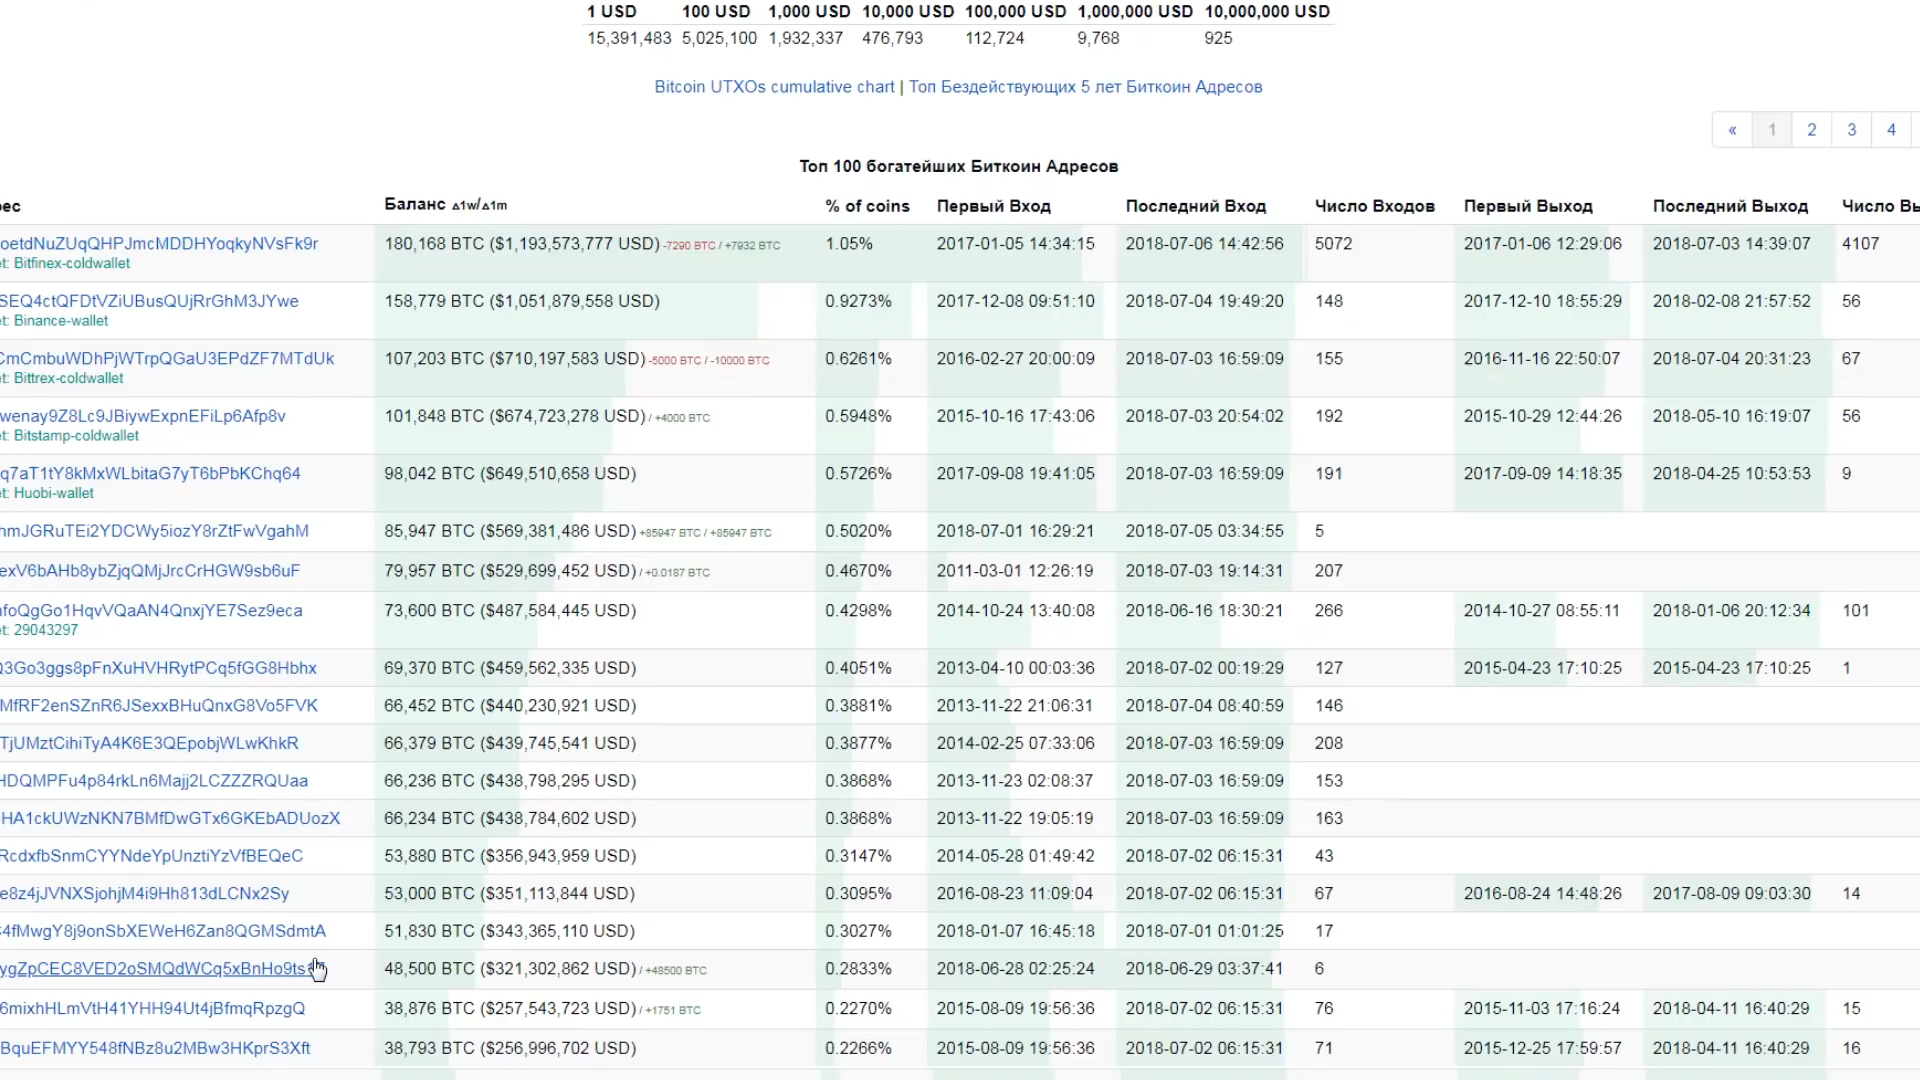 1 USD 100 USD 1,000 USD 10,000 USD 100,000 USD 1,000,000 USD 10,000,000 USD
15,391,483 5,025,100 1,932,337 476,793 112,724 9,768 925
Bitcoin UTXOs cumulative chart | Топ Бездействующих 5 лет Биткоин Адресов
« 1 2 3 4
Топ 100 богатейших Биткоин Адресов
рес Баланс Δ1w/Δ1m % of coins Первый Вход Последний Вход Число Входов Первый Выход Последний Выход Число Вы
oetdNuZUqQHPJmcMDDHYoqkyNVsFk9r 180,168 BTC ($1,193,573,777 USD) -7290 BTC / +7932 BTC 1.05% 2017-01-05 14:34:15 2018-07-06 14:42:56 5072 2017-01-06 12:29:06 2018-07-03 14:39:07 4107
et: Bitfinex-coldwallet
SEQ4ctQFDtVZiUBusQUjRrGhM3JYwe 158,779 BTC ($1,051,879,558 USD) 0.9273% 2017-12-08 09:51:10 2018-07-04 19:49:20 148 2017-12-10 18:55:29 2018-02-08 21:57:52 56
et: Binance-wallet
CmCmbuWDhPjWTrpQGaU3EPdZF7MTdUk 107,203 BTC ($710,197,583 USD) -5000 BTC / -10000 BTC 0.6261% 2016-02-27 20:00:09 2018-07-03 16:59:09 155 2016-11-16 22:50:07 2018-07-04 20:31:23 67
et: Bittrex-coldwallet
wenay9Z8Lc9JBiywExpnEFiLp6Afp8v 101,848 BTC ($674,723,278 USD) / +4000 BTC 0.5948% 2015-10-16 17:43:06 2018-07-03 20:54:02 192 2015-10-29 12:44:26 2018-05-10 16:19:07 56
et: Bitstamp-coldwallet
q7aT1tY8kMxWLbitaG7yT6bPbKChq64 98,042 BTC ($649,510,658 USD) 0.5726% 2017-09-08 19:41:05 2018-07-03 16:59:09 191 2017-09-09 14:18:35 2018-04-25 10:53:53 9
et: Huobi-wallet
hmJGRuTEi2YDCWy5iozY8rZtFwVgahM 85,947 BTC ($569,381,486 USD) +85947 BTC / +85947 BTC 0.5020% 2018-07-01 16:29:21 2018-07-05 03:34:55 5
exV6bAHb8ybZjqQMjJrcCrHGW9sb6uF 79,957 BTC ($529,699,452 USD) / +0.0187 BTC 0.4670% 2011-03-01 12:26:19 2018-07-03 19:14:31 207
nfoQgGo1HqvVQaAN4QnxjYE7Sez9eca 73,600 BTC ($487,584,445 USD) 0.4298% 2014-10-24 13:40:08 2018-06-16 18:30:21 266 2014-10-27 08:55:11 2018-01-06 20:12:34 101
et: 29043297
Q3Go3ggs8pFnXuHVHRytPCq5fGG8Hbhx 69,370 BTC ($459,562,335 USD) 0.4051% 2013-04-10 00:03:36 2018-07-02 00:19:29 127 2015-04-23 17:10:25 2015-04-23 17:10:25 1
MfRF2enSZnR6JSexxBHuQnxG8Vo5FVK 66,452 BTC ($440,230,921 USD) 0.3881% 2013-11-22 21:06:31 2018-07-04 08:40:59 146
TjUMztCihiTyA4K6E3QEpobjWLwKhkR 66,379 BTC ($439,745,541 USD) 0.3877% 2014-02-25 07:33:06 2018-07-03 16:59:09 208
HDQMPFu4p84rkLn6Majj2LCZZZRQUaa 66,236 BTC ($438,798,295 USD) 0.3868% 2013-11-23 02:08:37 2018-07-03 16:59:09 153
HA1ckUWzNKN7BMfDwGTx6GKEbADUozX 66,234 BTC ($438,784,602 USD) 0.3868% 2013-11-22 19:05:19 2018-07-03 16:59:09 163
RcdxfbSnmCYYNdeYpUnztiYzVfBEQeC 53,880 BTC ($356,943,959 USD) 0.3147% 2014-05-28 01:49:42 2018-07-02 06:15:31 43
e8z4jJVNXSjohjM4i9Hh813dLCNx2Sy 53,000 BTC ($351,113,844 USD) 0.3095% 2016-08-23 11:09:04 2018-07-02 06:15:31 67 2016-08-24 14:48:26 2017-08-09 09:03:30 14
4fMwgY8j9onSbXEWeH6Zan8QGMSdmtA 51,830 BTC ($343,365,110 USD) 0.3027% 2018-01-07 16:45:18 2018-07-01 01:01:25 17
48,500 BTC ($321,302,862 USD) / +48500 BTC 0.2833% 2018-06-28 02:25:24 2018-06-29 03:37:41 6
6mixhHLmVtH41YHH94Ut4jBfmqRpzgQ 38,876 BTC ($257,543,723 USD) / +1751 BTC 0.2270% 2015-08-09 19:56:36 2018-07-02 06:15:31 76 2015-11-03 17:16:24 2018-04-11 16:40:29 15
BquEFMYY548fNBz8u2MBw3HKprS3Xft 38,793 BTC ($256,996,702 USD) 0.2266% 2015-08-09 19:56:36 2018-07-02 06:15:31 71 2015-12-25 17:59:57 2018-04-11 16:40:29 16